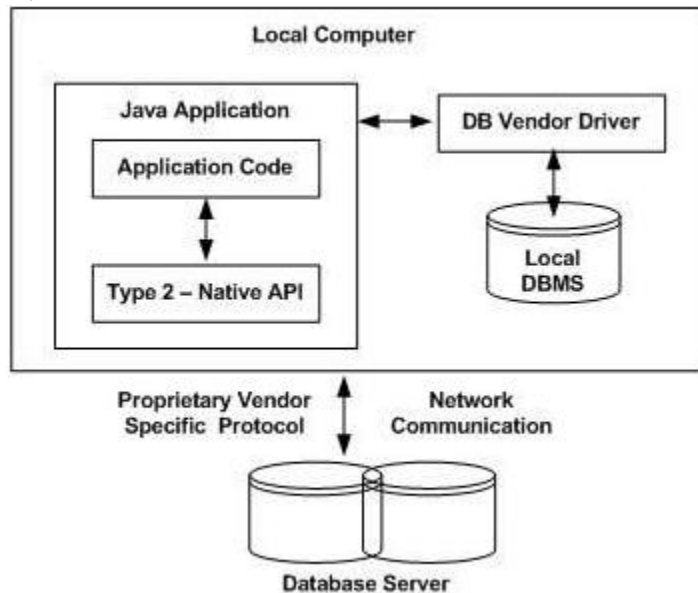 Local Computer
Java Application
DB Vendor Driver
Application Code
Type 2 – Native API
Local
DBMS
Proprietary Vendor
Specific Protocol
Network
Communication
Database Server